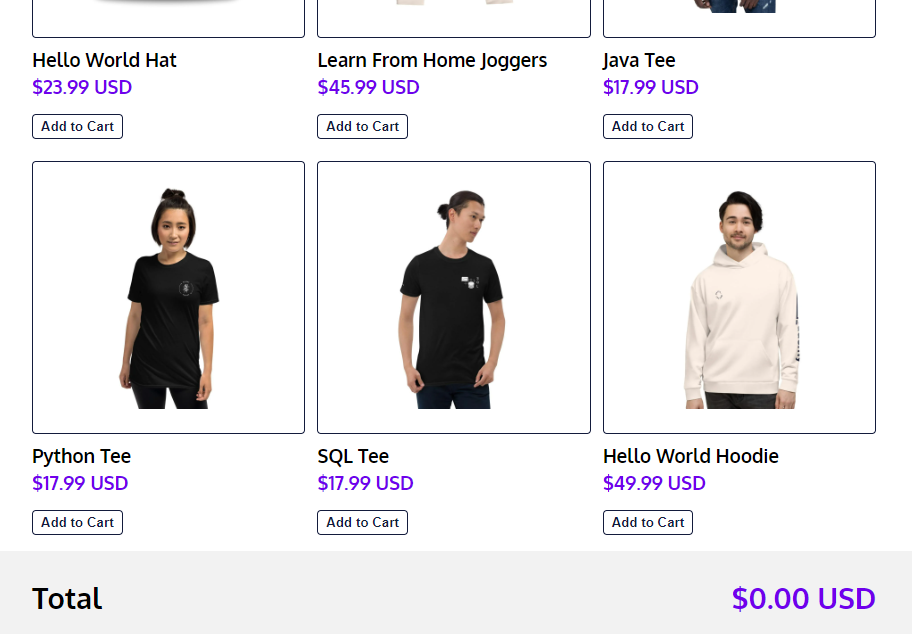 Hello World Hat
$23.99 USD
Add to Cart
Learn From Home Joggers
$45.99 USD
Add to Cart
Java Tee
$17.99 USD
Add to Cart
Python Tee
$17.99 USD
Add to Cart
SQL Tee
$17.99 USD
Add to Cart
Hello World Hoodie
$49.99 USD
Add to Cart
Total
$0.00 USD